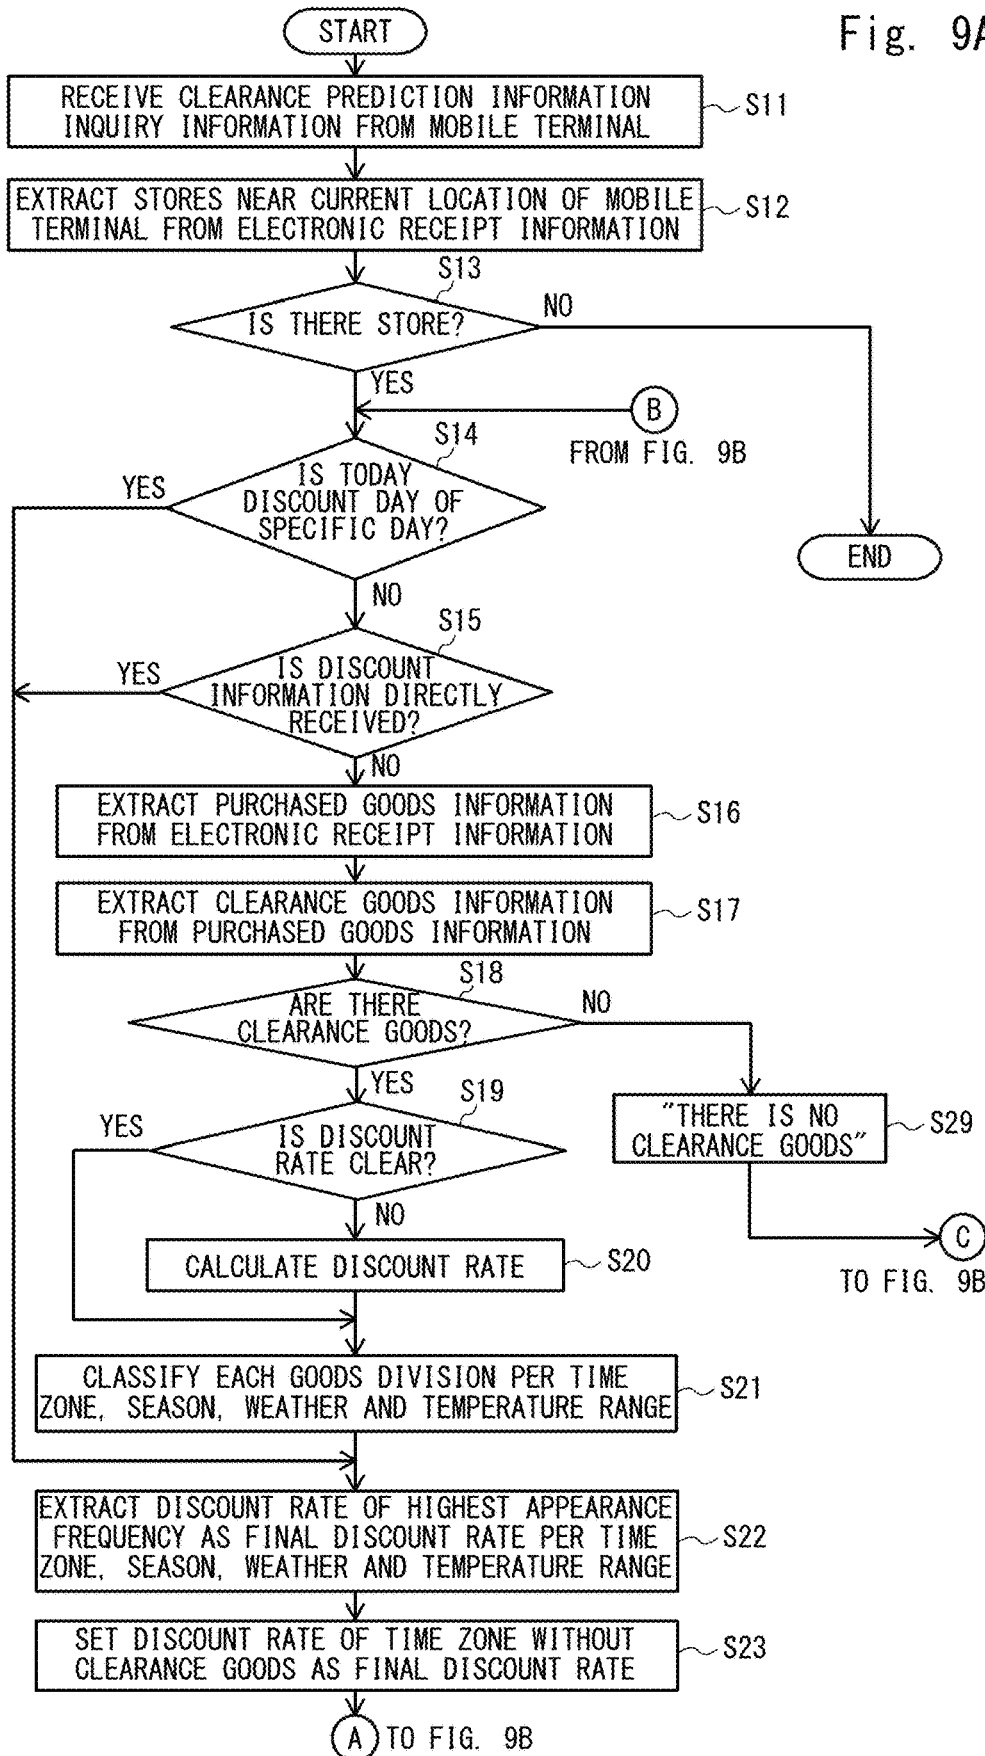 Fig. 9A
START
RECEIVE CLEARANCE PREDICTION INFORMATION
INQUIRY INFORMATION FROM MOBILE TERMINAL
S11
EXTRACT STORES NEAR CURRENT LOCATION OF MOBILE
TERMINAL FROM ELECTRONIC RECEIPT INFORMATION
S12
S13
IS THERE STORE?
NO
YES
B
FROM FIG. 9B
S14
IS TODAY
DISCOUNT DAY OF
SPECIFIC DAY?
YES
NO
END
S15
IS DISCOUNT
INFORMATION DIRECTLY
RECEIVED?
YES
NO
EXTRACT PURCHASED GOODS INFORMATION
FROM ELECTRONIC RECEIPT INFORMATION
S16
EXTRACT CLEARANCE GOODS INFORMATION
FROM PURCHASED GOODS INFORMATION
S17
S18
ARE THERE
CLEARANCE GOODS?
NO
YES
S19
IS DISCOUNT
RATE CLEAR?
YES
NO
"THERE IS NO
CLEARANCE GOODS"
S29
C
TO FIG. 9B
CALCULATE DISCOUNT RATE
S20
CLASSIFY EACH GOODS DIVISION PER TIME
ZONE, SEASON, WEATHER AND TEMPERATURE RANGE
S21
EXTRACT DISCOUNT RATE OF HIGHEST APPEARANCE
FREQUENCY AS FINAL DISCOUNT RATE PER TIME
ZONE, SEASON, WEATHER AND TEMPERATURE RANGE
S22
SET DISCOUNT RATE OF TIME ZONE WITHOUT
CLEARANCE GOODS AS FINAL DISCOUNT RATE
S23
A TO FIG. 9B